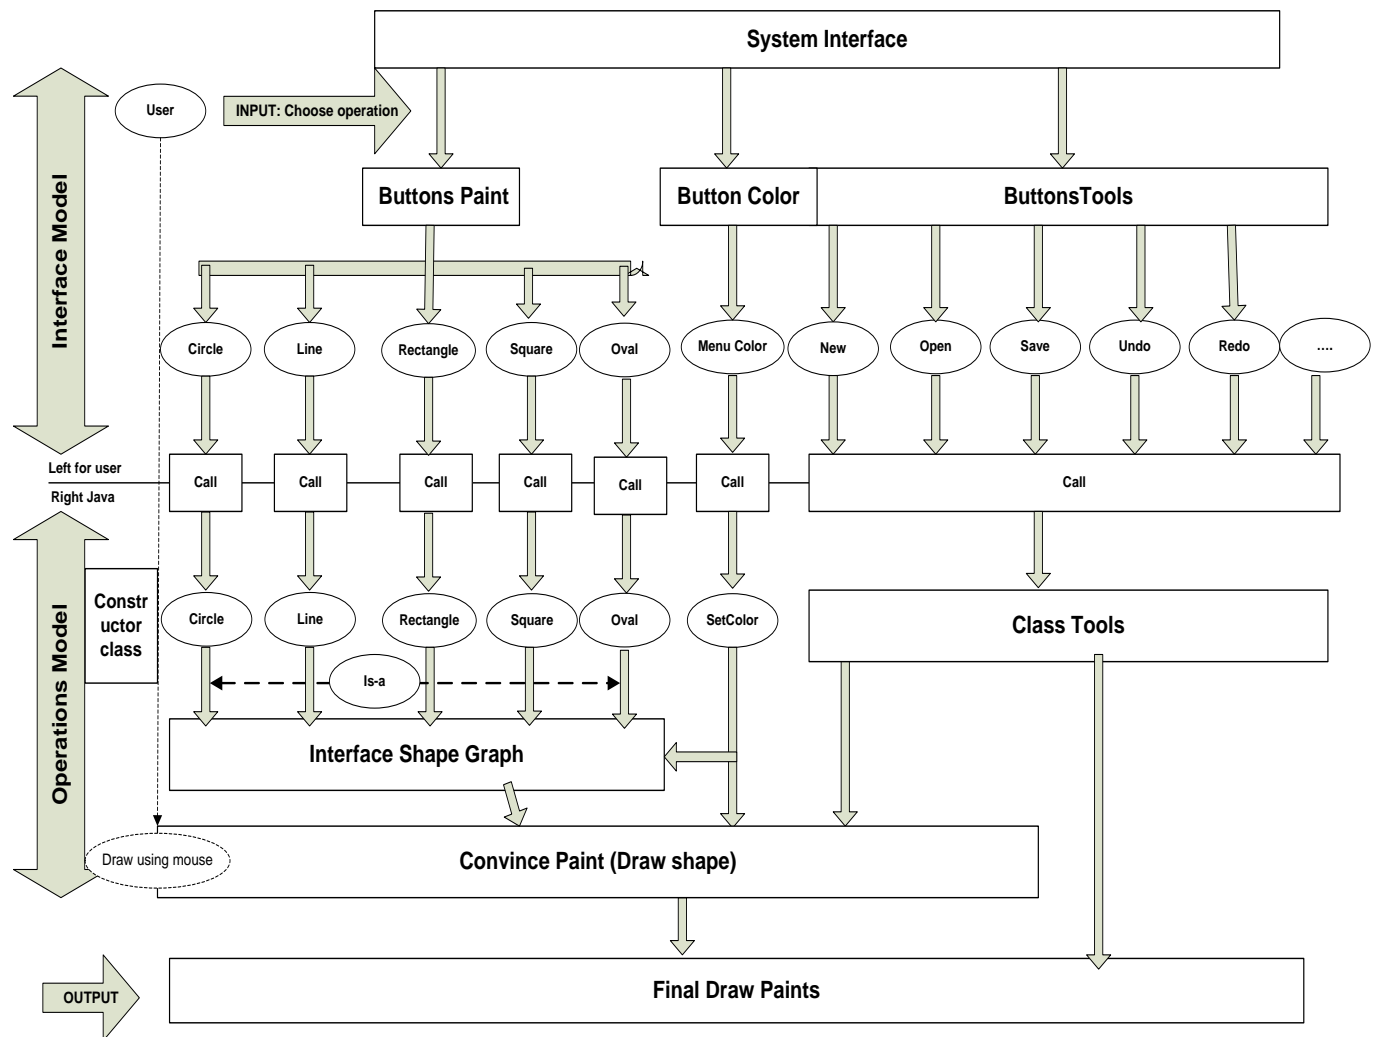 System Interface
User
INPUT: Choose operation
Interface Model
Buttons Paint
Button Color
ButtonsTools
Circle
Line
Rectangle
Square
Oval
Menu Color
New
Open
Save
Undo
Redo
....
Left for user
Right Java
Call
Call
Call
Call
Call
Call
Call
Operations Model
Constr
uctor
class
Circle
Line
Rectangle
Square
Oval
SetColor
Class Tools
Is-a
Interface Shape Graph
Draw using mouse
Convince Paint (Draw shape)
OUTPUT
Final Draw Paints